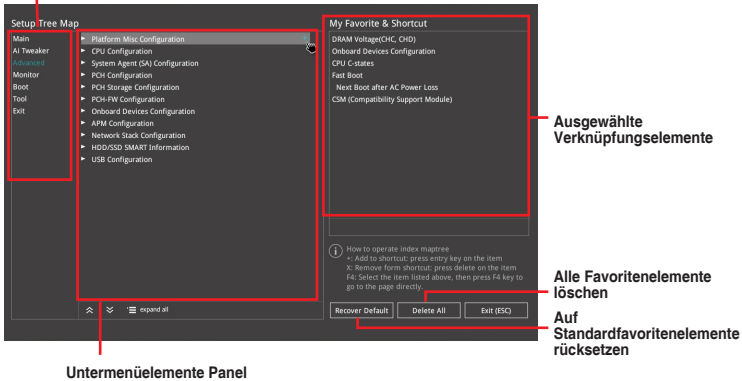 Setup Tree Map
Main
Ai Tweaker
Advanced
Monitor
Boot
Tool
Exit
Platform Misc Configuration
CPU Configuration
System Agent (SA) Configuration
PCH Configuration
PCH Storage Configuration
PCH-FW Configuration
Onboard Devices Configuration
APM Configuration
Network Stack Configuration
HDD/SSD SMART Information
USB Configuration
expand all
My Favorite & Shortcut
DRAM Voltage(CHC, CHD)
Onboard Devices Configuration
CPU C-states
Fast Boot
Next Boot after AC Power Loss
CSM (Compatibility Support Module)
How to operate index maptree
+: Add to shortcut: press entry key on the item
X: Remove form shortcut: press delete on the item
F4: Select the item listed above, then press F4 key to
go to the page directly.
Recover Default
Delete All
Exit (ESC)
Ausgewählte
Verknüpfungselemente
Alle Favoritenelemente
löschen
Auf
Standardfavoritenelemente
rücksetzen
Untermenüelemente Panel